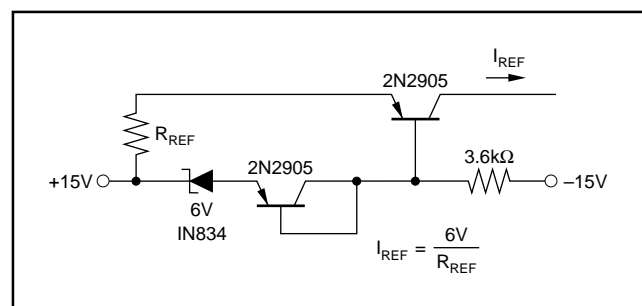 I_REF
2N2905
R_REF
2N2905
3.6kΩ
+15V
–15V
6V
IN834
I_REF = 6V / R_REF